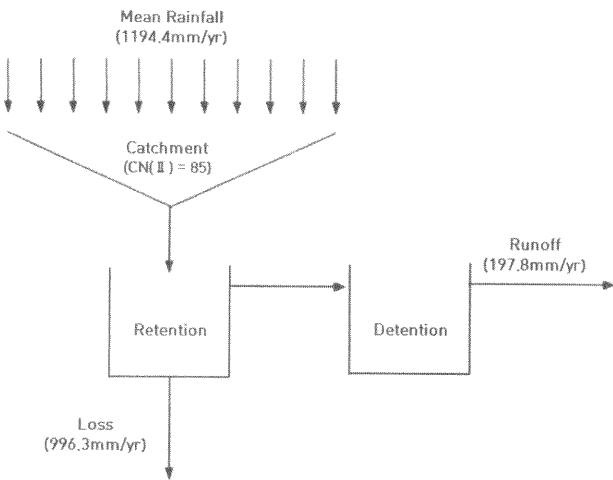 Mean Rainfall
(1194.4mm/yr)
Catchment
(CN(Ⅱ) = 85)
Runoff
(197.8mm/yr)
Retention
Detention
Loss
(996.3mm/yr)